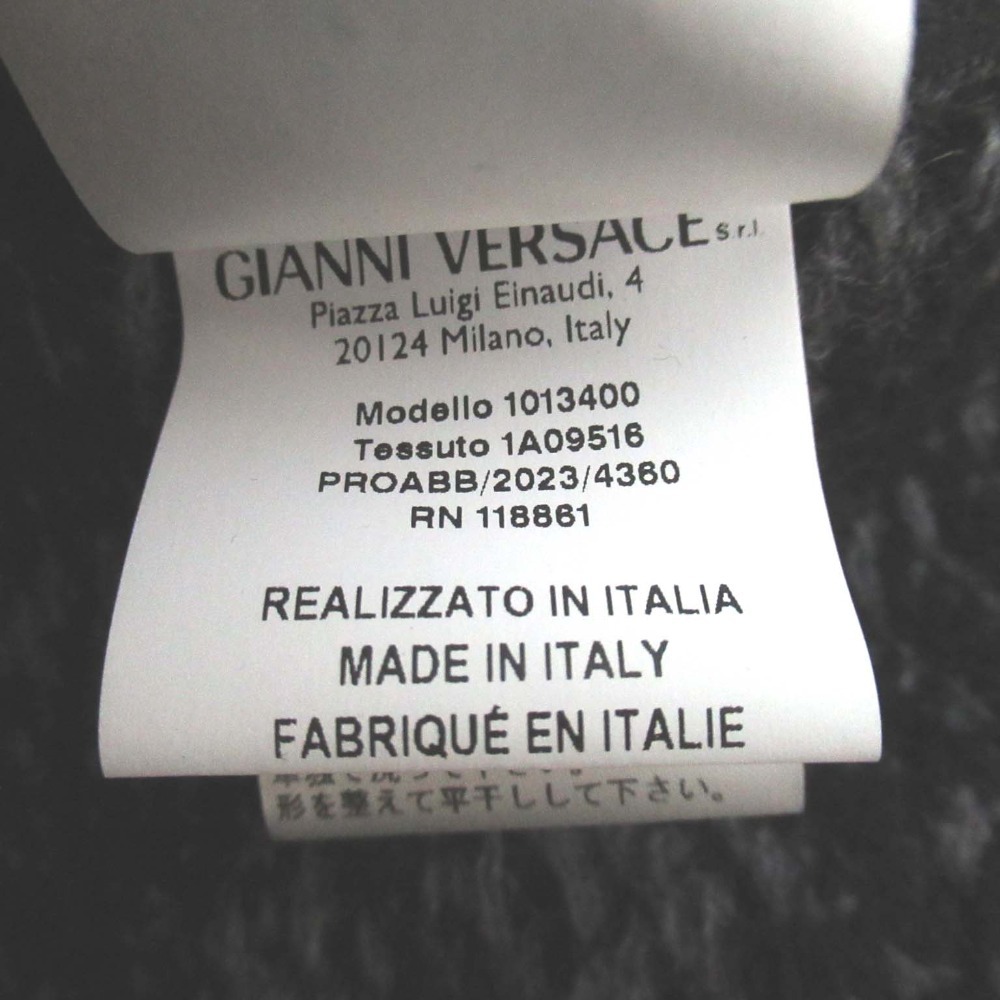 GIANNI VERSACE s.r.l.
Piazza Luigi Einaudi, 4
20124 Milano, Italy
Modello 1013400
Tessuto 1A09516
PROABB/2023/4360
RN 118861
REALIZZATO IN ITALIA
MADE IN ITALY
FABRIQUÉ EN ITALIE
形を整えて平干しして下さい。